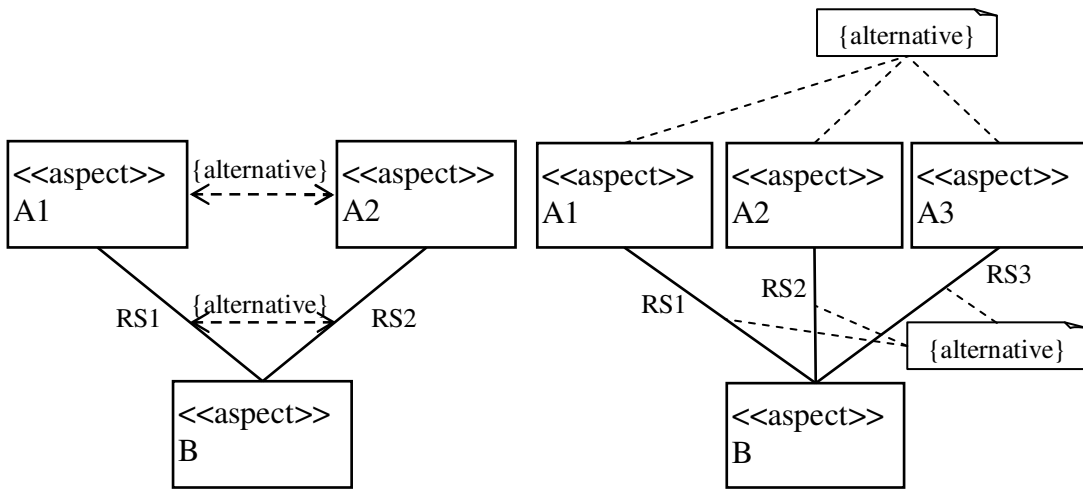 {alternative}
<<aspect>>
A1
{alternative}
<<aspect>>
A2
<<aspect>>
A1
<<aspect>>
A2
<<aspect>>
A3
RS1
{alternative}
RS2
RS1
RS2
RS3
{alternative}
<<aspect>>
B
<<aspect>>
B